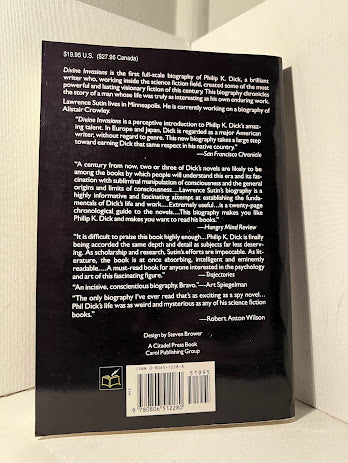 $19.95 U.S. ($27.95 Canada)
Divine Invasions is the first full-scale biography of Philip K. Dick, a brilliant
writer who, working inside the science fiction field, created some of the most
powerful and lasting visionary fiction of this century. This biography chronicles
the story of a man whose life was truly as interesting as his own enduring work.
Lawrence Sutin lives in Minneapolis. He is currently working on a biography of
Alistair Crowley.
"Divine Invasions is a perceptive introduction to Philip K. Dick's amaz-
ing talent. In Europe and Japan, Dick is regarded as a major American
writer, without regard to genre. This new biography takes a large step
toward earning Dick that same respect in his native country."
—San Francisco Chronicle
"A century from now, two or three of Dick's novels are likely to be
among the books by which people will understand this era and its fas-
cination with subliminal manipulation of consciousness and the general
origins and limits of consciousness....Lawrence Sutin's biography is a
highly informative and fascinating attempt at establishing the funda-
mentals of Dick's life and work....Extremely useful...is a twenty-page
chronological guide to the novels....This biography makes you like
Philip K. Dick and makes you want to read his books."
—Hungry Mind Review
"It is difficult to praise this book highly enough....Philip K. Dick is finally
being accorded the same depth and detail as subjects far less deserv-
ing. As scholarship and research, Sutin's efforts are impeccable. As lit-
erature, the book is at once absorbing, intelligent and eminently
readable....A must-read book for anyone interested in the psychology
and art of this fascinating figure." —Trajectories
"An incisive, conscientious biography. Bravo." —Art Spiegelman
"The only biography I've ever read that's as exciting as a spy novel...
Phil Dick's life was as weird and mysterious as any of his science fiction
books."
—Robert Anton Wilson
Design by Steven Brower
A Citadel Press Book
Carol Publishing Group
ISBN 0-8065-1228-8
51995
9 780806 512280